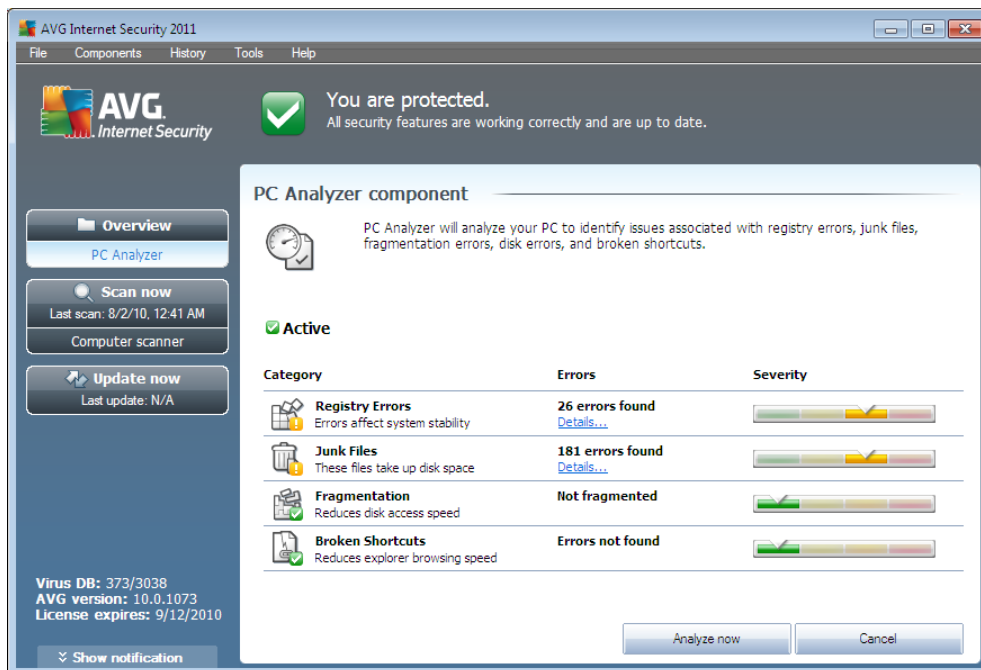 AVG Internet Security 2011
File Components History Tools Help
AVG.
Internet Security
You are protected.
All security features are working correctly and are up to date.
Overview
PC Analyzer
Scan now
Last scan: 8/2/10, 12:41 AM
Computer scanner
Update now
Last update: N/A
Virus DB: 373/3038
AVG version: 10.0.1073
License expires: 9/12/2010
Show notification
PC Analyzer component
PC Analyzer will analyze your PC to identify issues associated with registry errors, junk files,
fragmentation errors, disk errors, and broken shortcuts.
Active
Category Errors Severity
Registry Errors 26 errors found
Errors affect system stability Details...
Junk Files 181 errors found
These files take up disk space Details...
Fragmentation Not fragmented
Reduces disk access speed
Broken Shortcuts Errors not found
Reduces explorer browsing speed
Analyze now Cancel